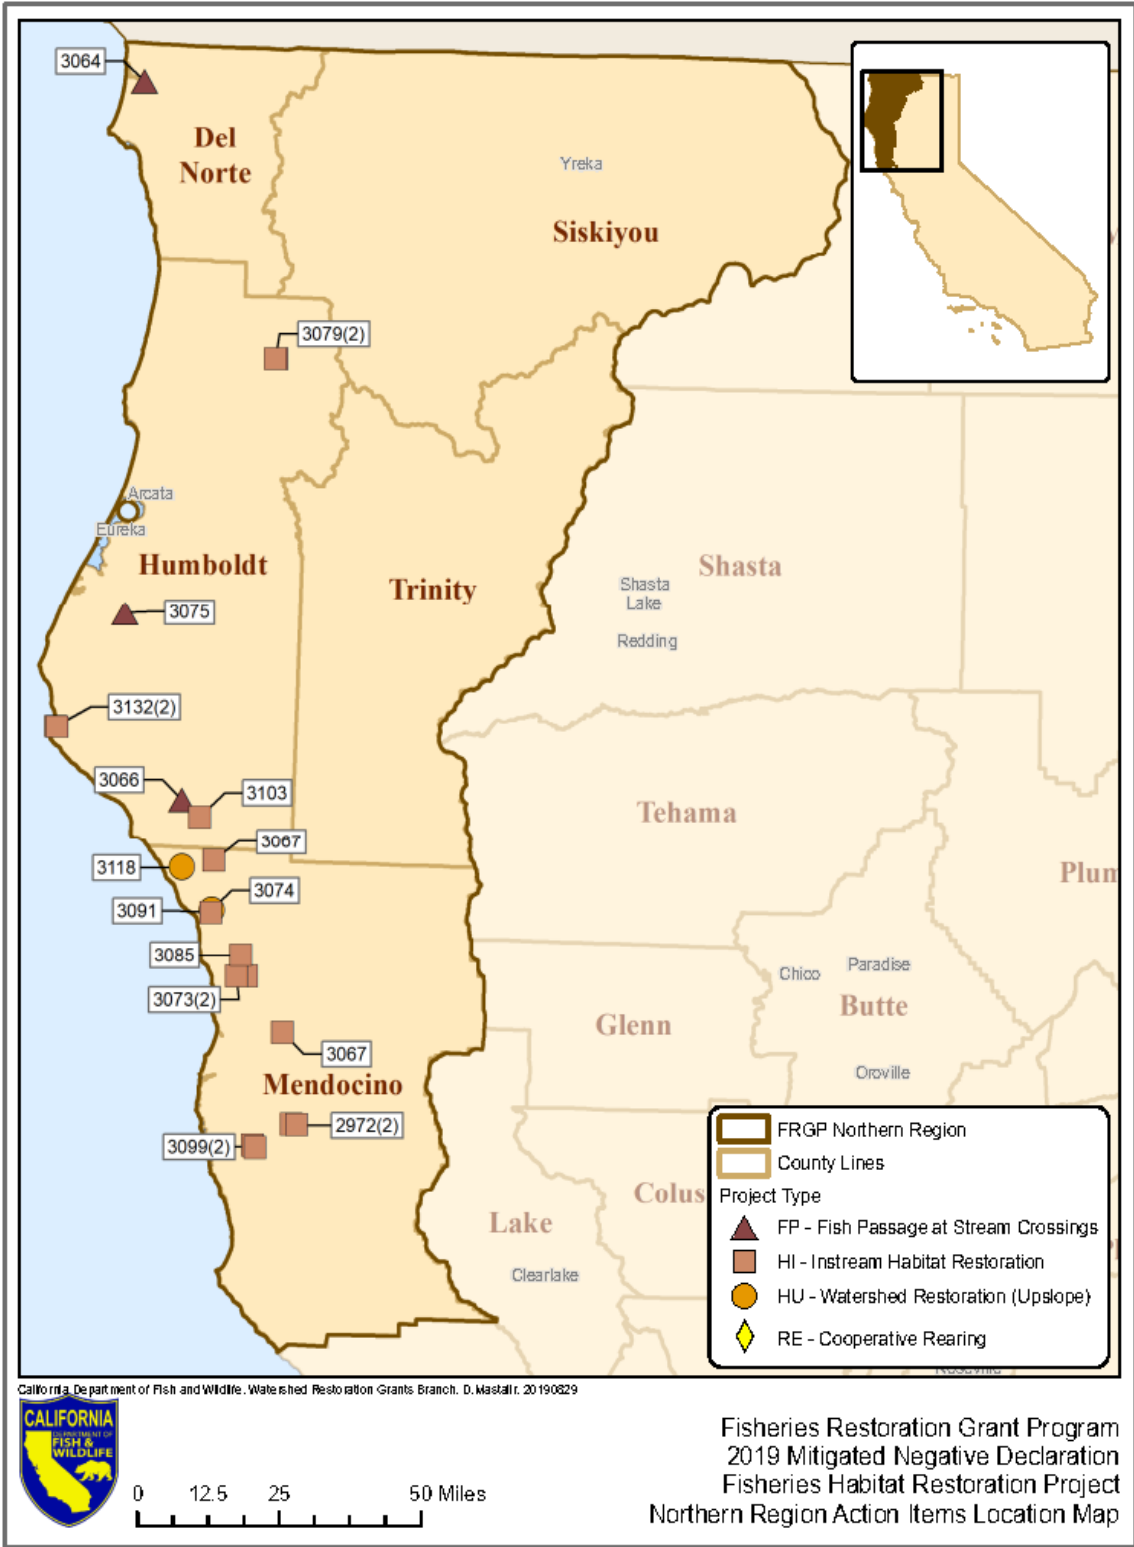 3064
Del
Norte
Yreka
Siskiyou
3079(2)
Arcata
Eureka
Humboldt
Trinity
Shasta
Shasta
Lake
Redding
3075
3132(2)
3066
3103
Tehama
3067
3118
Plum
3074
3091
3085
3073(2)
Chico
Paradise
Butte
Glenn
3067
Oroville
Mendocino
2972(2)
3099(2)
Colus
Lake
Clearlake
FRGP Northern Region
County Lines
Project Type
FP - Fish Passage at Stream Crossings
HI - Instream Habitat Restoration
HU - Watershed Restoration (Upslope)
RE - Cooperative Rearing
California Department of Fish and Wildlife. Watershed Restoration Grants Branch. D.Mastalir. 20190829
CALIFORNIA
DEPARTMENT OF
FISH &
WILDLIFE
0 12.5 25 50 Miles
Fisheries Restoration Grant Program
2019 Mitigated Negative Declaration
Fisheries Habitat Restoration Project
Northern Region Action Items Location Map